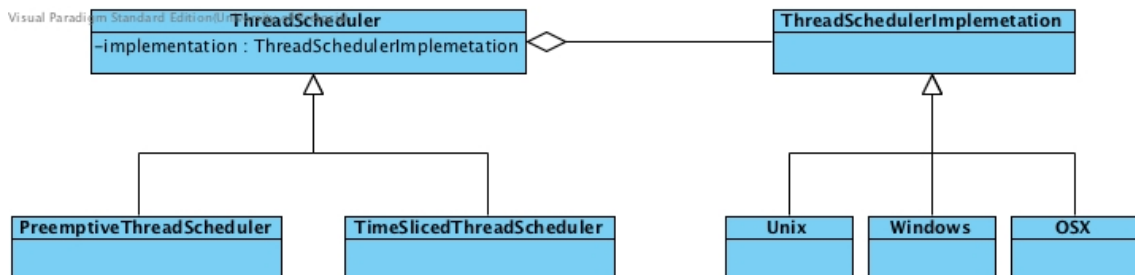 Visual Paradigm Standard Edition(
ThreadScheduler
ThreadSchedulerImplemetation
-implementation : ThreadSchedulerImplemetation
PreemptiveThreadScheduler
TimeSlicedThreadScheduler
Unix
Windows
OSX